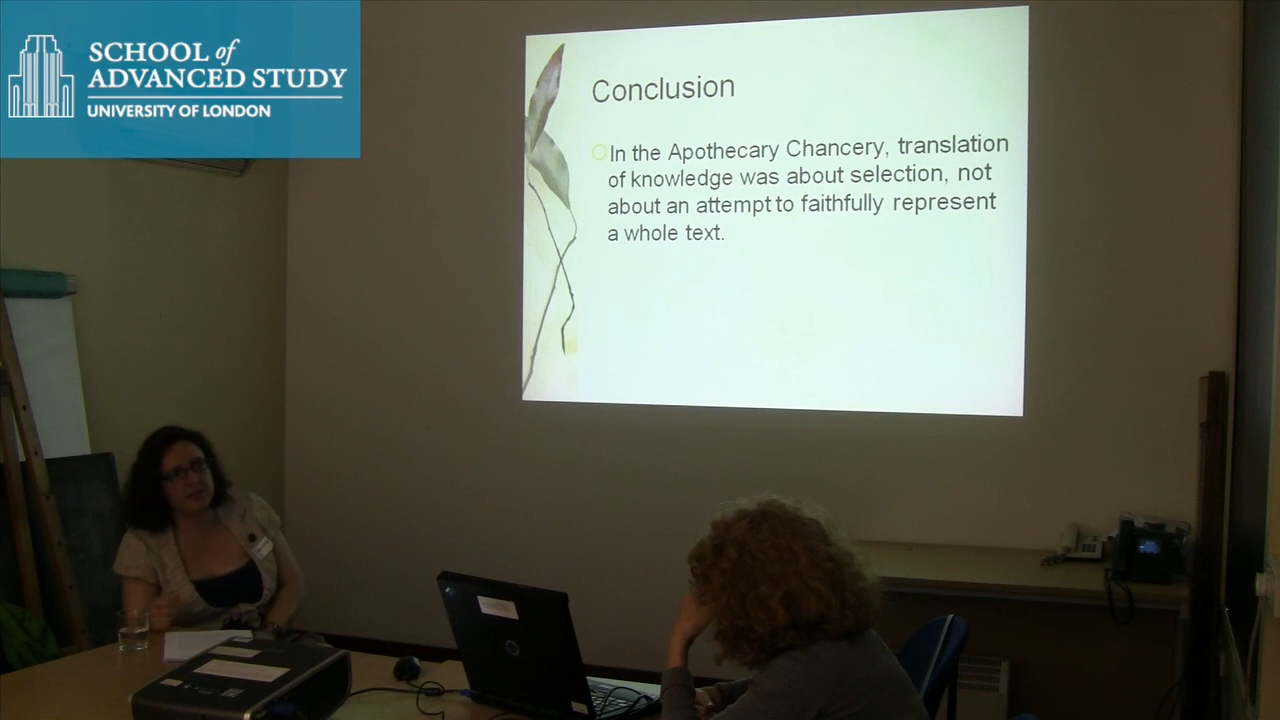 SCHOOL of
ADVANCED STUDY
UNIVERSITY OF LONDON
Conclusion
In the Apothecary Chancery, translation
of knowledge was about selection, not
about an attempt to faithfully represent
a whole text.